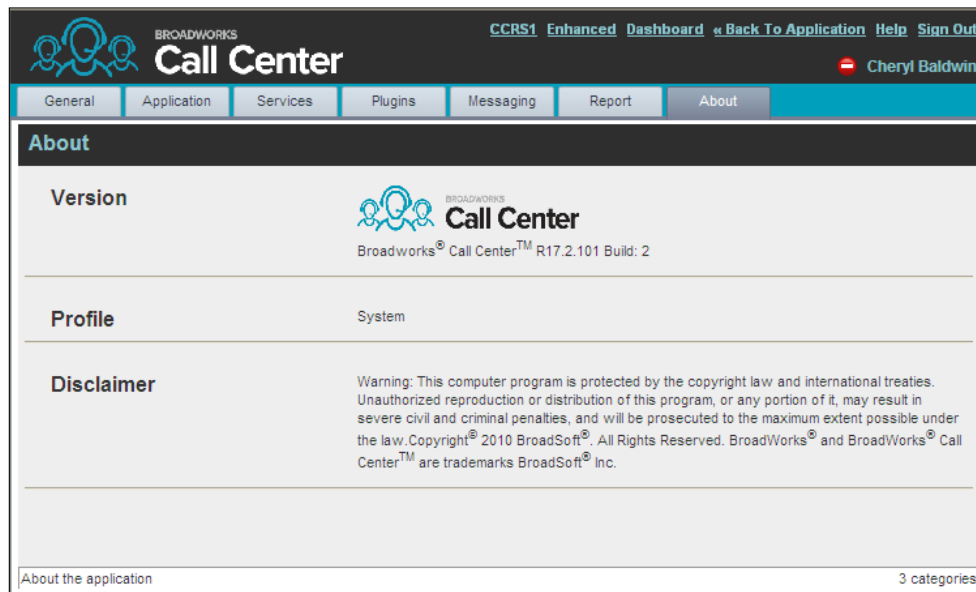 BROADWORKS
Call Center
CCRS1 Enhanced Dashboard « Back To Application Help Sign Out
Cheryl Baldwin
General Application Services Plugins Messaging Report About
About
Version
BROADWORKS
Call Center
Broadworks® Call Center™ R17.2.101 Build: 2
Profile
System
Disclaimer
Warning: This computer program is protected by the copyright law and international treaties.
Unauthorized reproduction or distribution of this program, or any portion of it, may result in
severe civil and criminal penalties, and will be prosecuted to the maximum extent possible under
the law.Copyright® 2010 BroadSoft®. All Rights Reserved. BroadWorks® and BroadWorks® Call
Center™ are trademarks BroadSoft® Inc.
About the application
3 categories